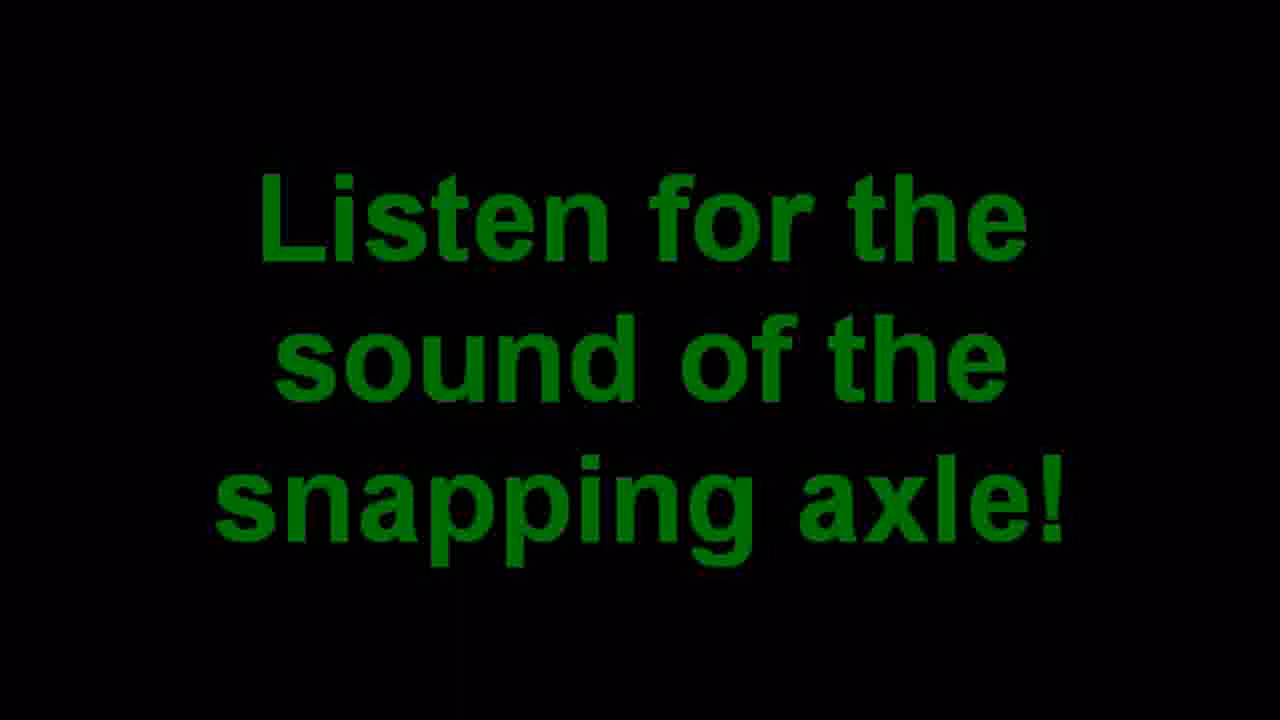 Listen for the
sound of the
snapping axle!